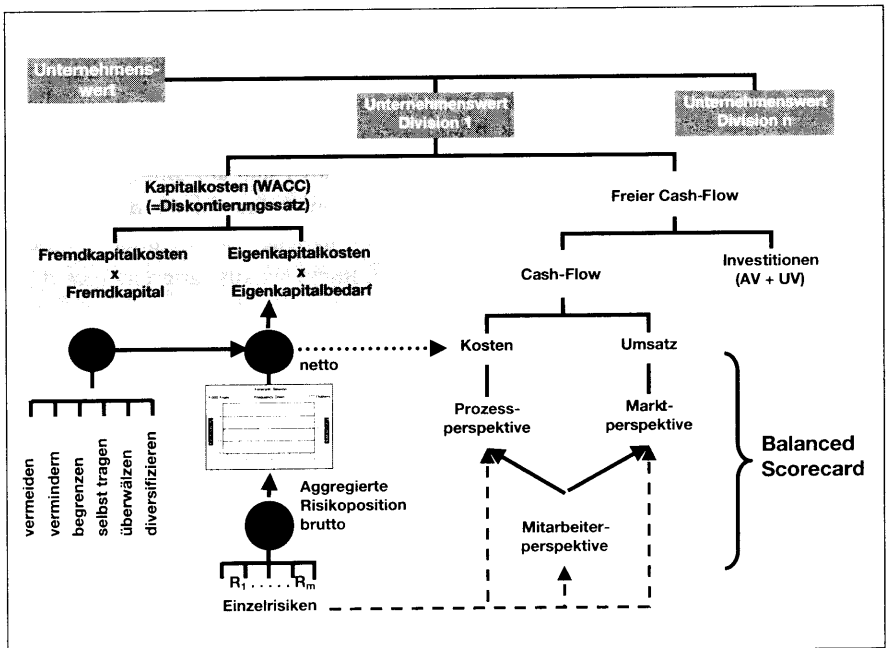 Unternehmens-
wert
Unternehmenswert
Division 1
Unternehmenswert
Division n
Kapitalkosten (WACC)
(=Diskontierungssatz)
Freier Cash-Flow
Fremdkapitalkosten
x
Fremdkapital
Eigenkapitalkosten
x
Eigenkapitalbedarf
Cash-Flow
Investitionen
(AV + UV)
netto
Kosten
Umsatz
Prozess-
perspektive
Markt-
perspektive
Balanced
Scorecard
vermeiden
vermindern
begrenzen
selbst tragen
überwälzen
diversifizieren
Aggregierte
Risikoposition
brutto
Mitarbeiter-
perspektive
R1 . . . . . Rm
Einzelrisiken